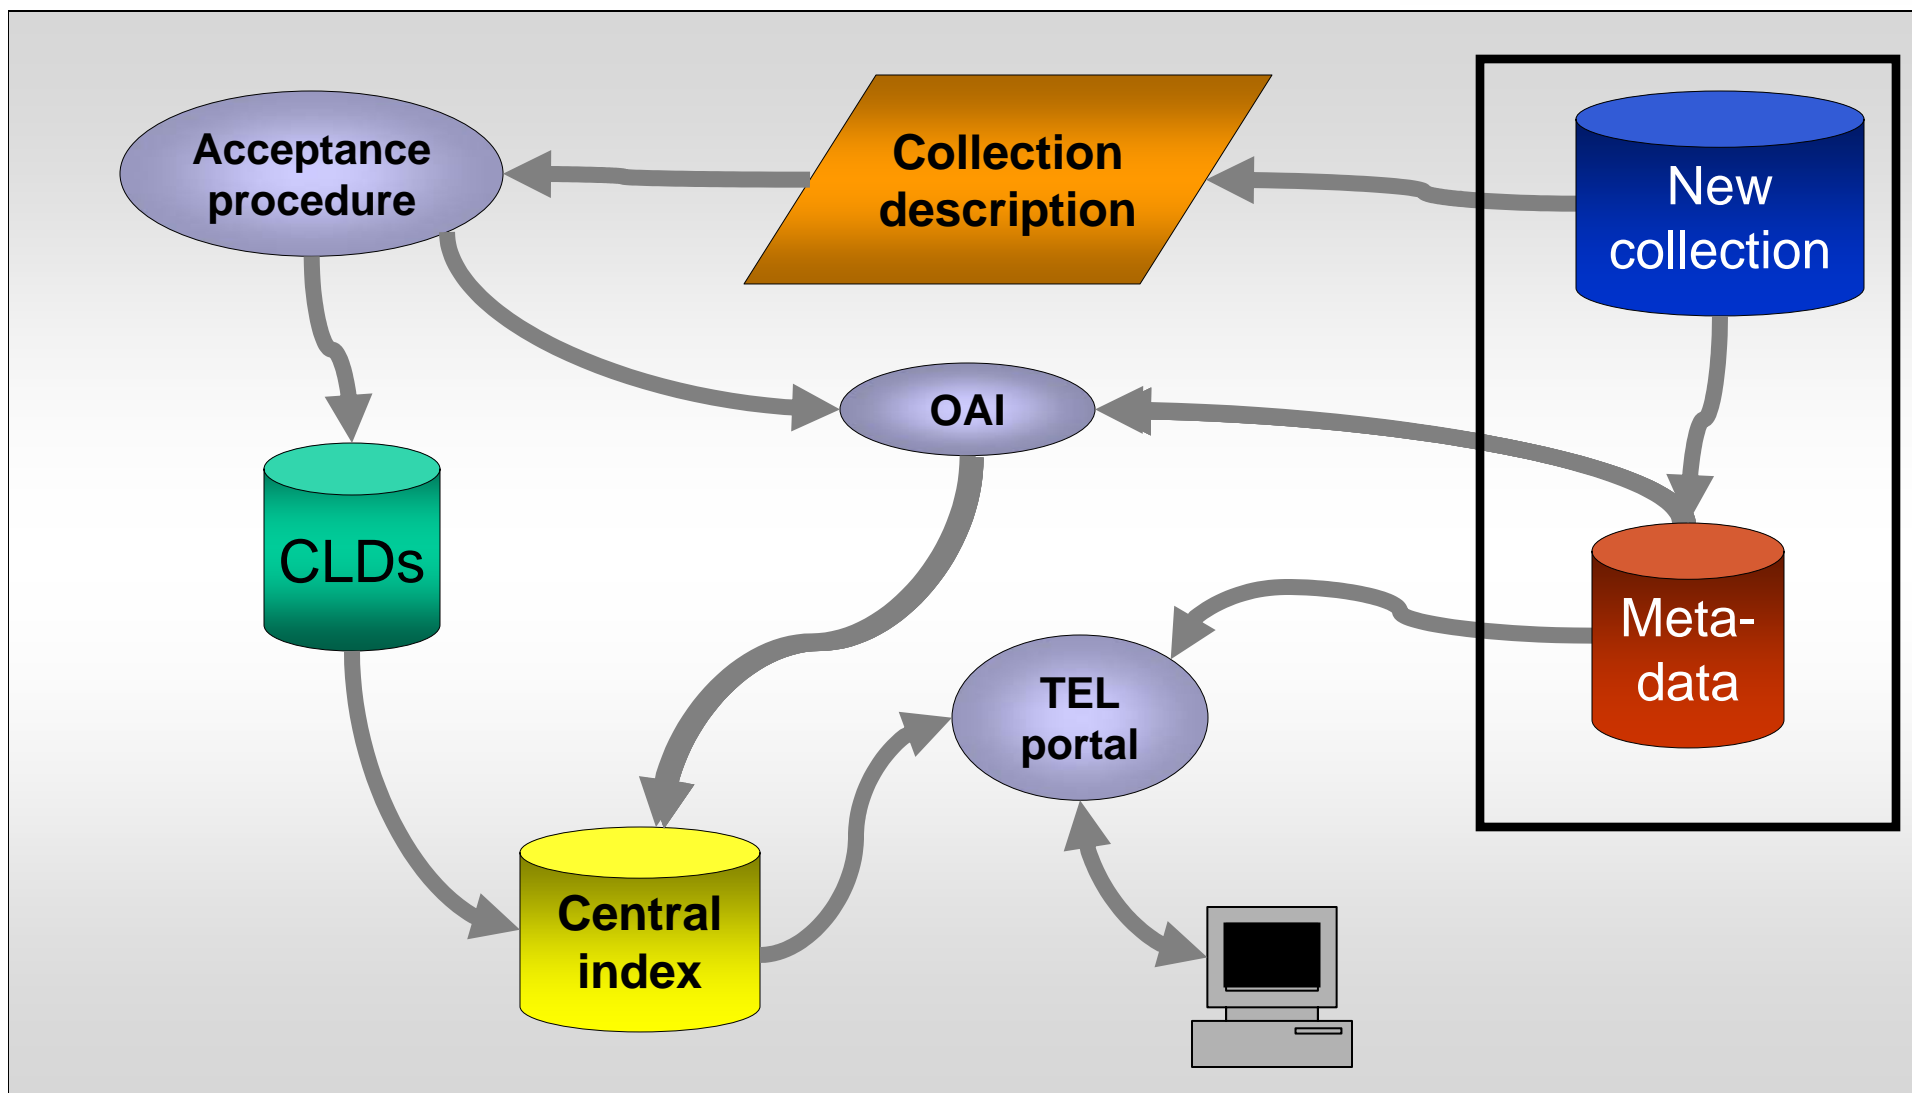 Acceptance
procedure
Collection
description
New
collection
OAI
CLDs
Meta-
data
TEL
portal
Central
index